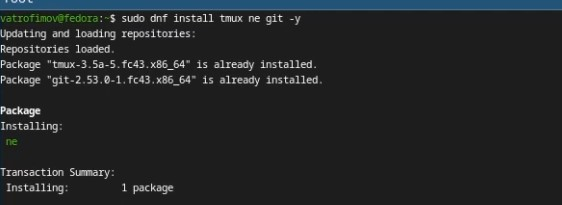 vatrofimov@fedora:~$ sudo dnf install tmux ne git -y
Updating and loading repositories:
Repositories loaded.
Package "tmux-3.5a-5.fc43.x86_64" is already installed.
Package "git-2.53.0-1.fc43.x86_64" is already installed.
Package
Installing:
ne
Transaction Summary:
Installing: 1 package